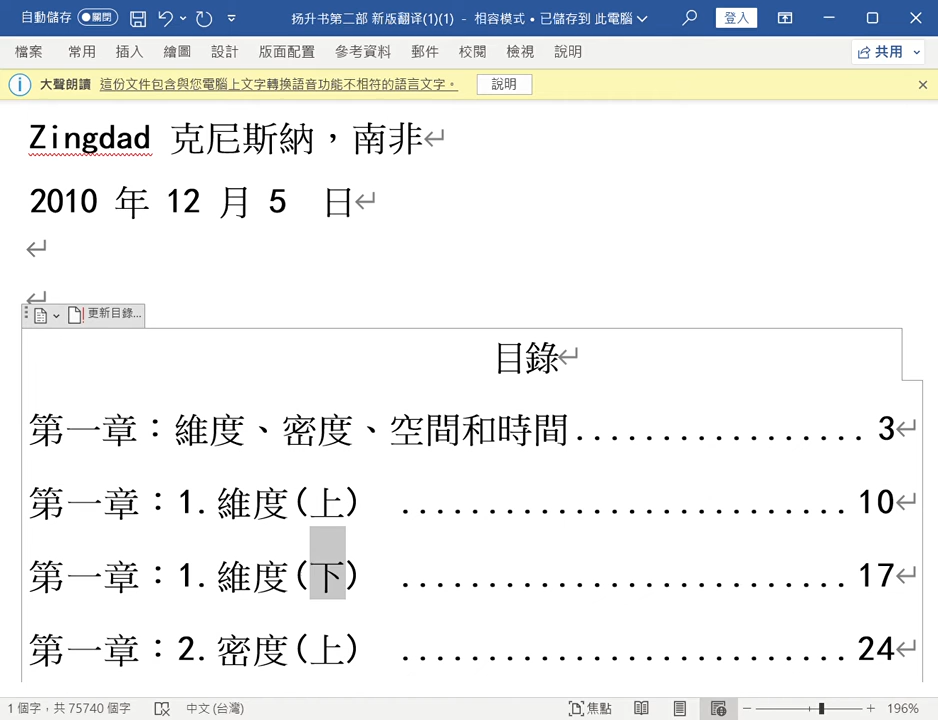 自動儲存 關閉 扬升书第二部 新版翻译(1)(1) - 相容模式 • 已儲存到 此電腦 登入
檔案 常用 插入 繪圖 設計 版面配置 參考資料 郵件 校閱 檢視 說明 共用
大聲朗讀 這份文件包含與您電腦上文字轉換語音功能不相符的語言文字。 說明
Zingdad 克尼斯納，南非
2010 年 12 月 5 日
更新目錄...
目錄
第一章：維度、密度、空間和時間................. 3
第一章：1.維度(上) ......................... 10
第一章：1.維度(下) ......................... 17
第一章：2.密度(上) ......................... 24
1 個字，共 75740 個字 中文 (台灣) 焦點 196%